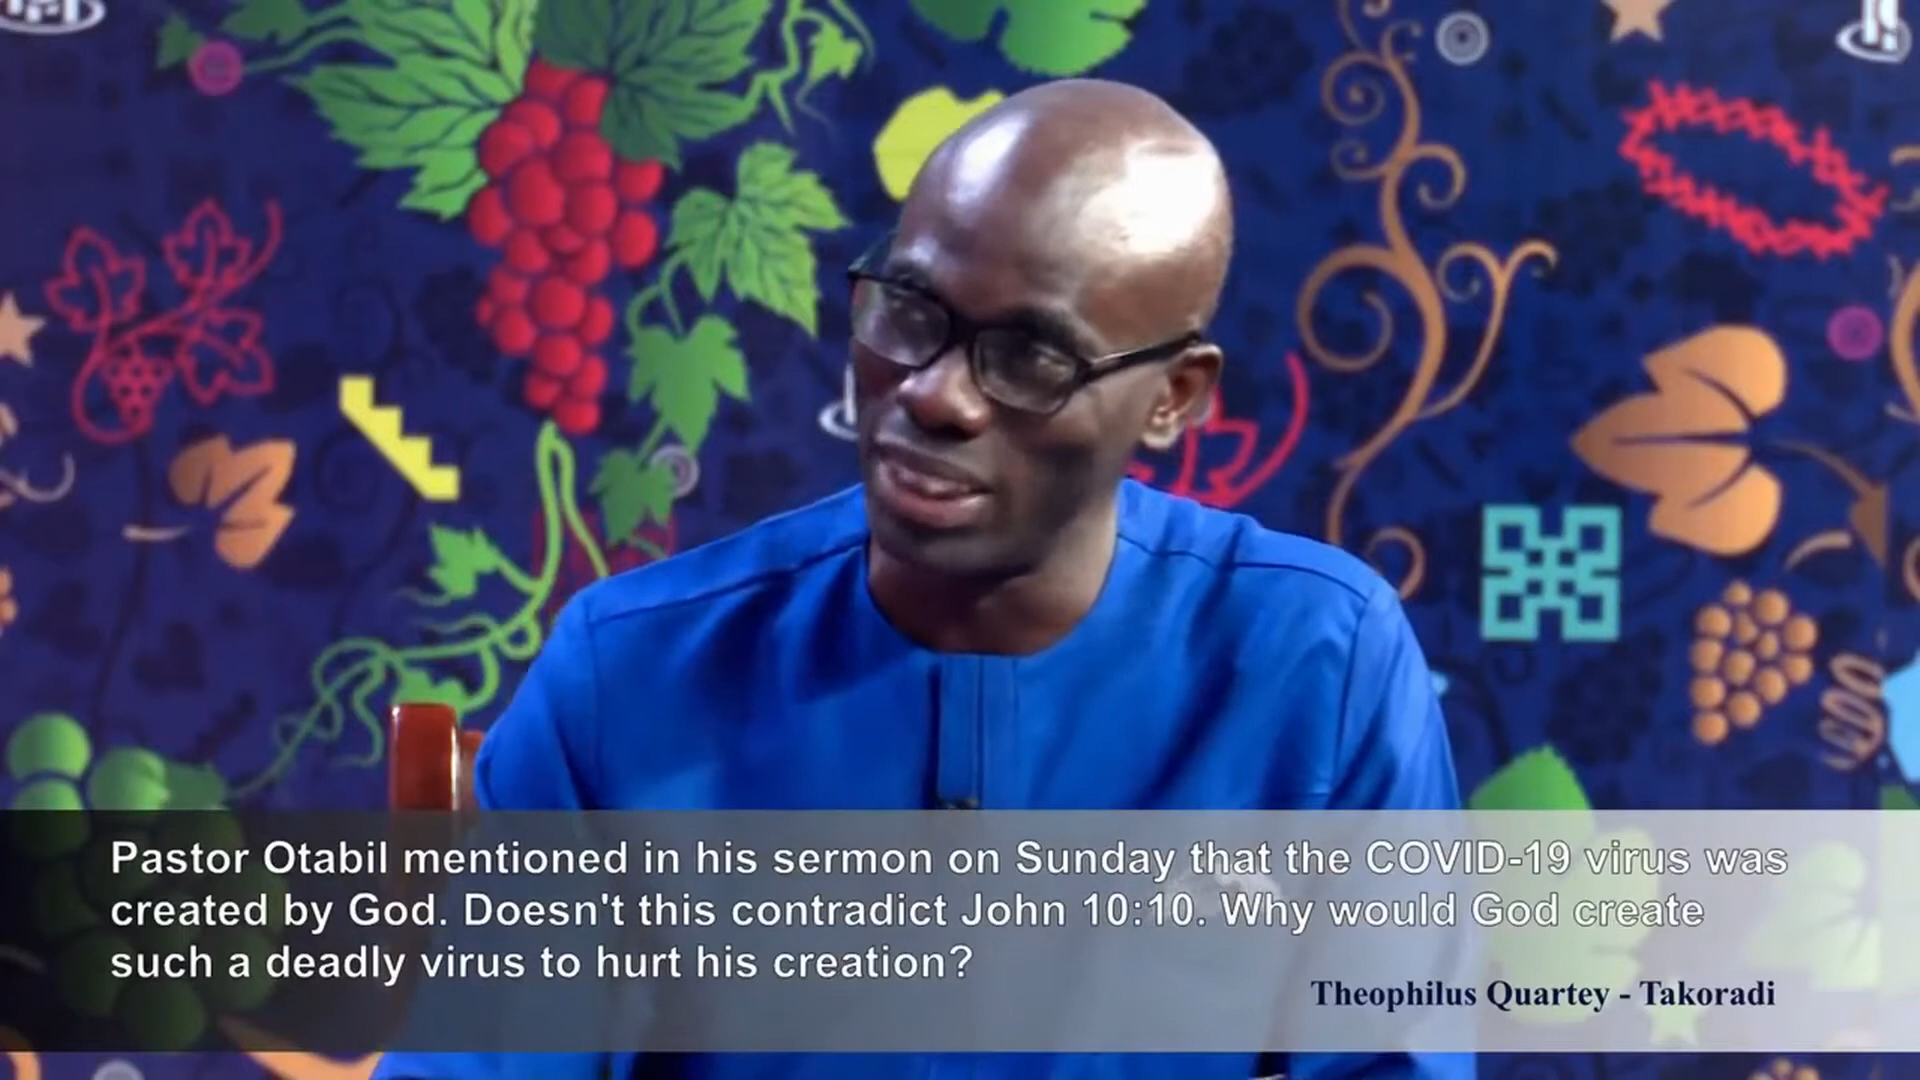 Pastor Otabil mentioned in his sermon on Sunday that the COVID-19 virus was
created by God. Doesn't this contradict John 10:10. Why would God create
such a deadly virus to hurt his creation?
Theophilus Quartey - Takoradi